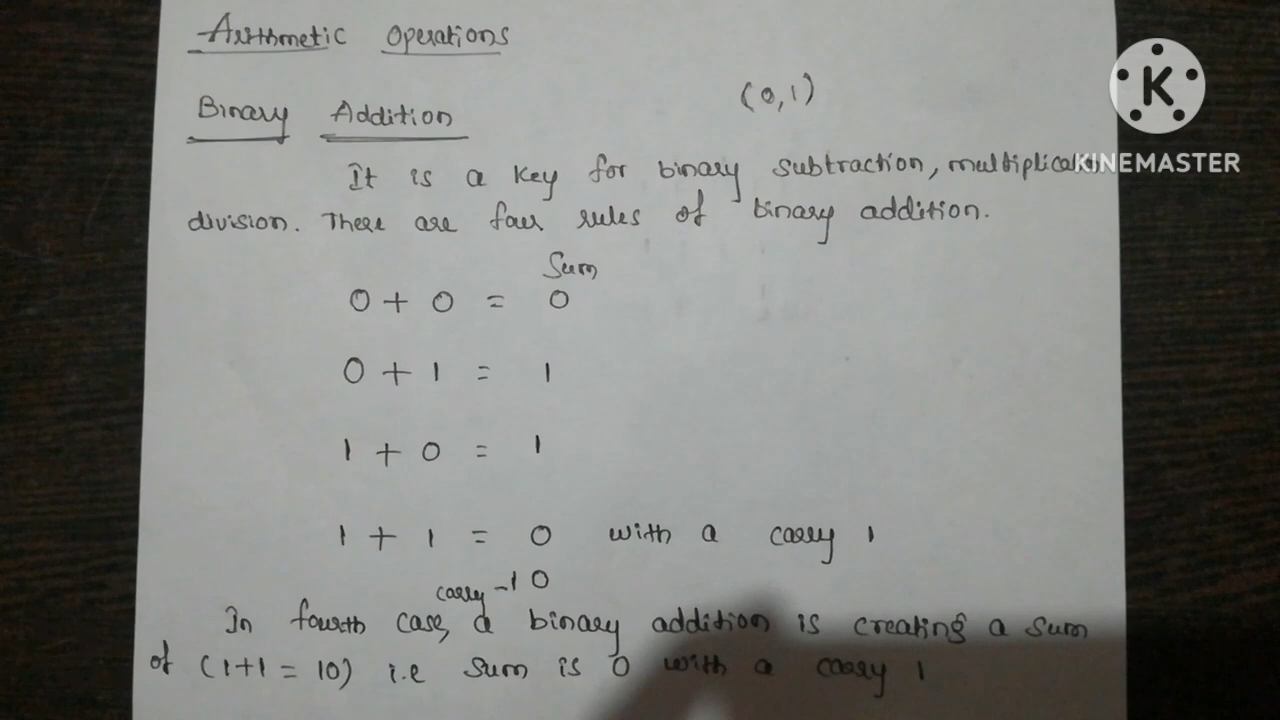 Arithmetic Operations
Binary Addition (0,1)
It is a key for binary subtraction, multiplicati
division. There are four rules of binary addition.
Sum
0 + 0 = 0
0 + 1 = 1
1 + 0 = 1
1 + 1 = 0 with a carry 1
carry - 1 0
In fourth case, a binary addition is creating a sum
of (1+1 = 10) i.e sum is 0 with a carry 1
K
KINEMASTER